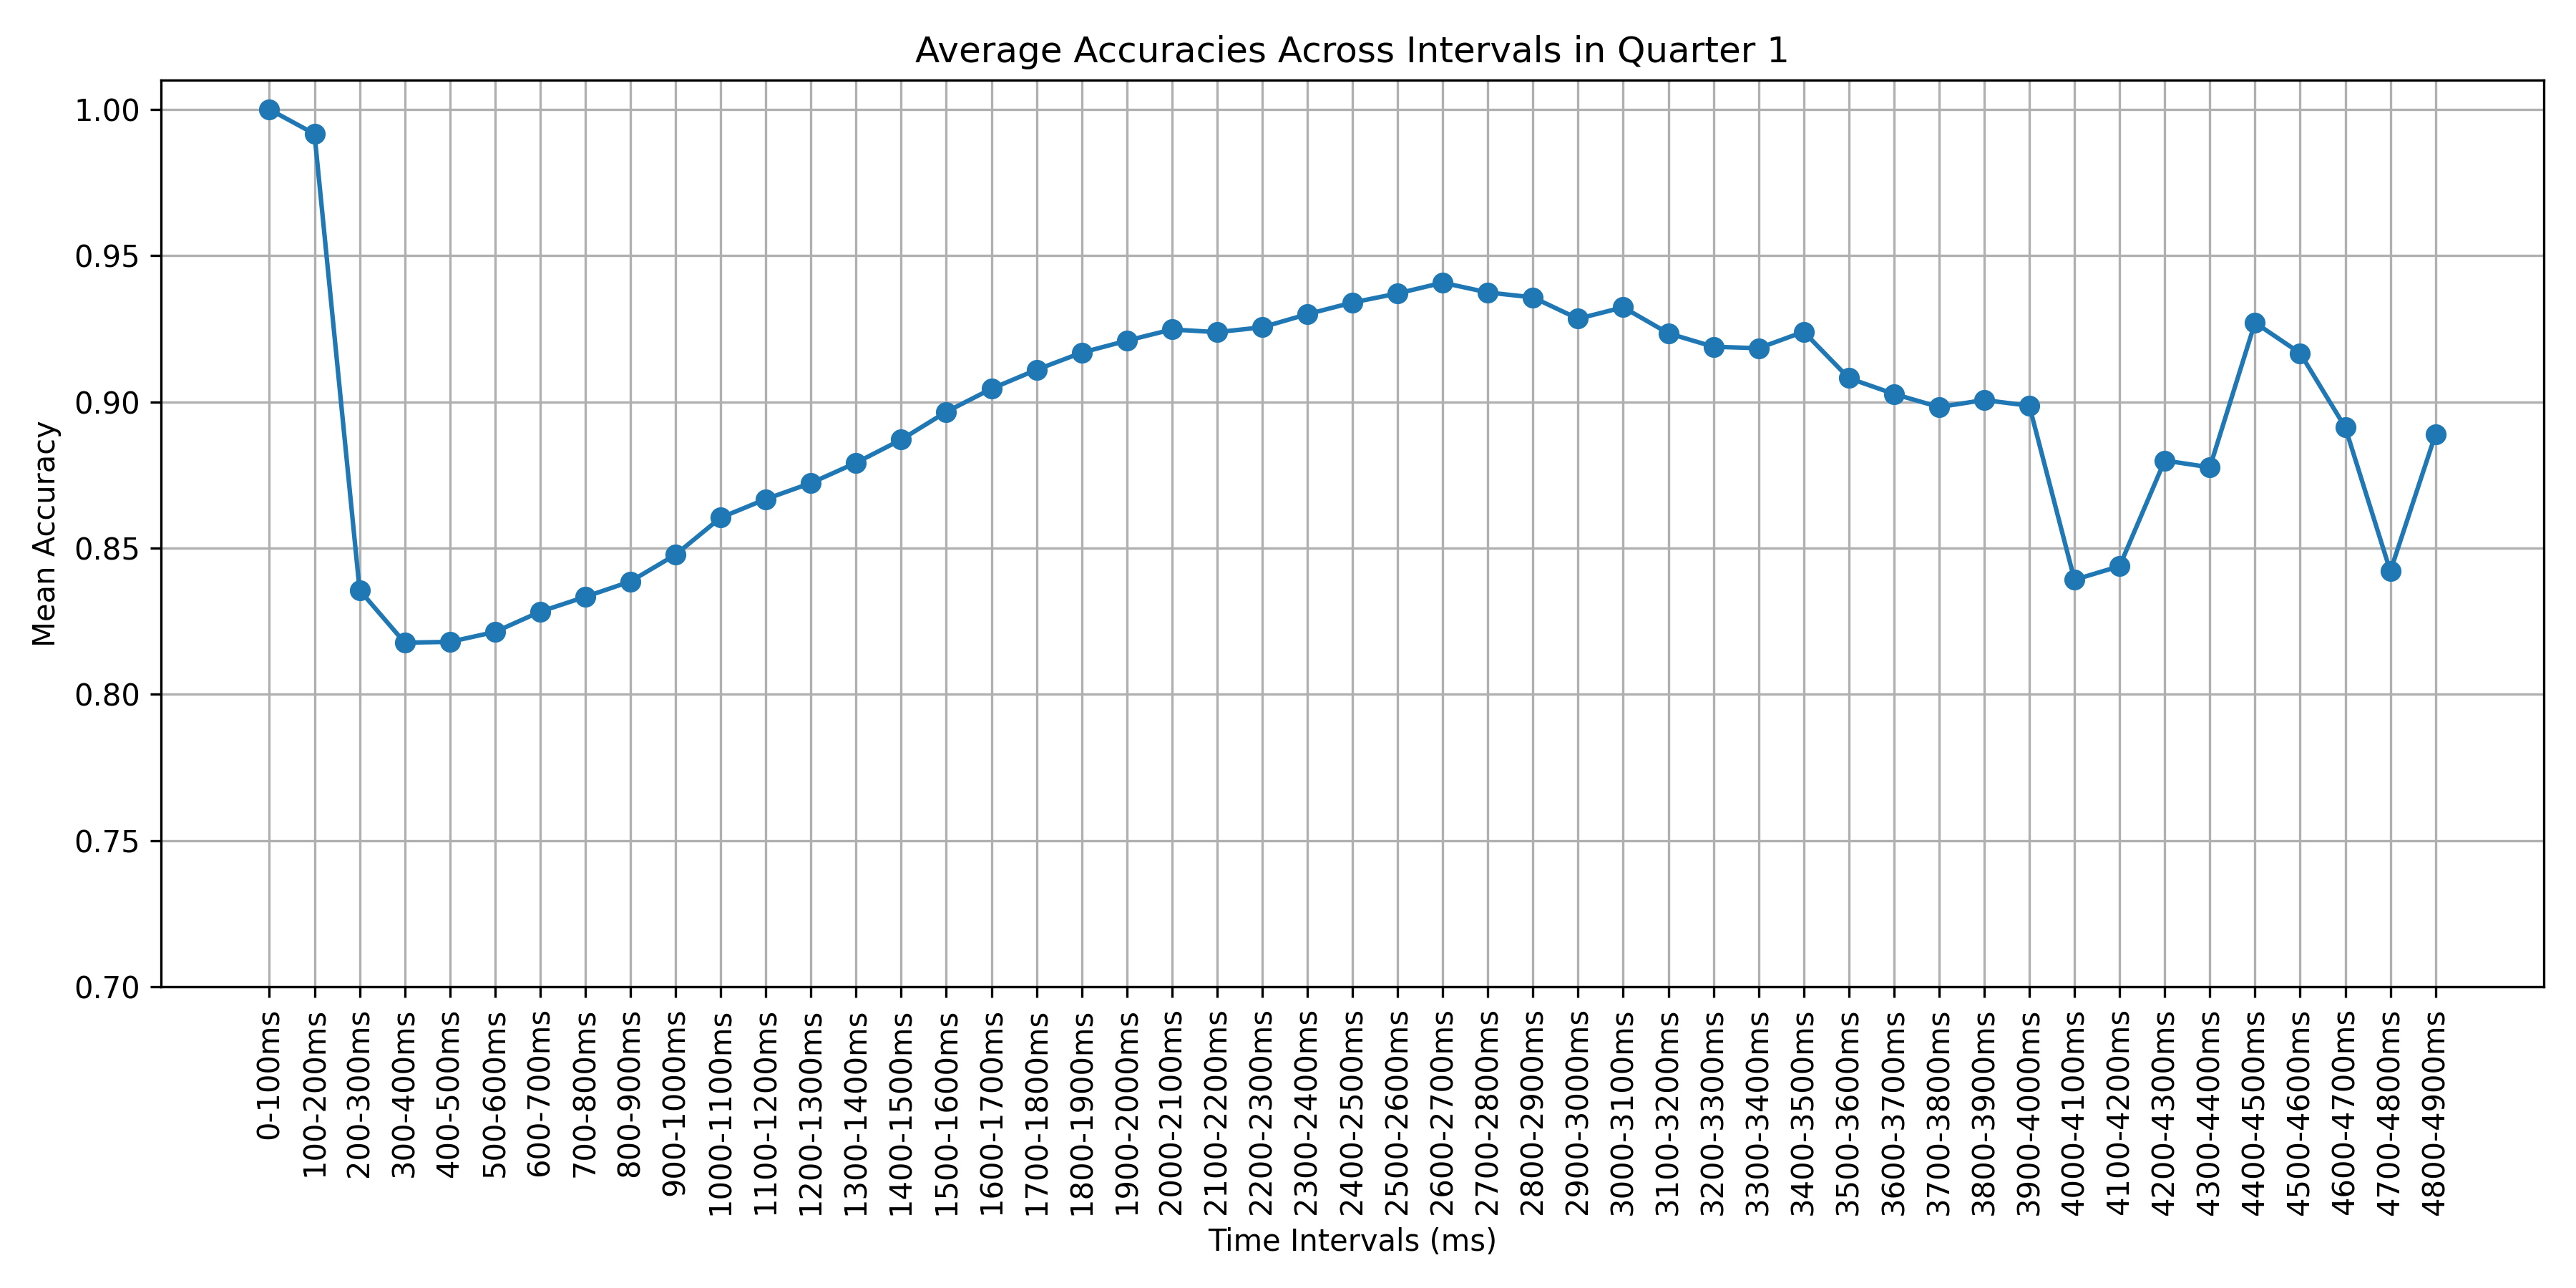 Average Accuracies Across Intervals in Quarter 1
1.00
0.95
0.90
0.85
0.80
0.75
0.70
Mean Accuracy
0-100ms
100-200ms
200-300ms
300-400ms
400-500ms
500-600ms
600-700ms
700-800ms
800-900ms
900-1000ms
1000-1100ms
1100-1200ms
1200-1300ms
1300-1400ms
1400-1500ms
1500-1600ms
1600-1700ms
1700-1800ms
1800-1900ms
1900-2000ms
2000-2100ms
2100-2200ms
2200-2300ms
2300-2400ms
2400-2500ms
2500-2600ms
2600-2700ms
2700-2800ms
2800-2900ms
2900-3000ms
3000-3100ms
3100-3200ms
3200-3300ms
3300-3400ms
3400-3500ms
3500-3600ms
3600-3700ms
3700-3800ms
3800-3900ms
3900-4000ms
4000-4100ms
4100-4200ms
4200-4300ms
4300-4400ms
4400-4500ms
4500-4600ms
4600-4700ms
4700-4800ms
4800-4900ms
Time Intervals (ms)